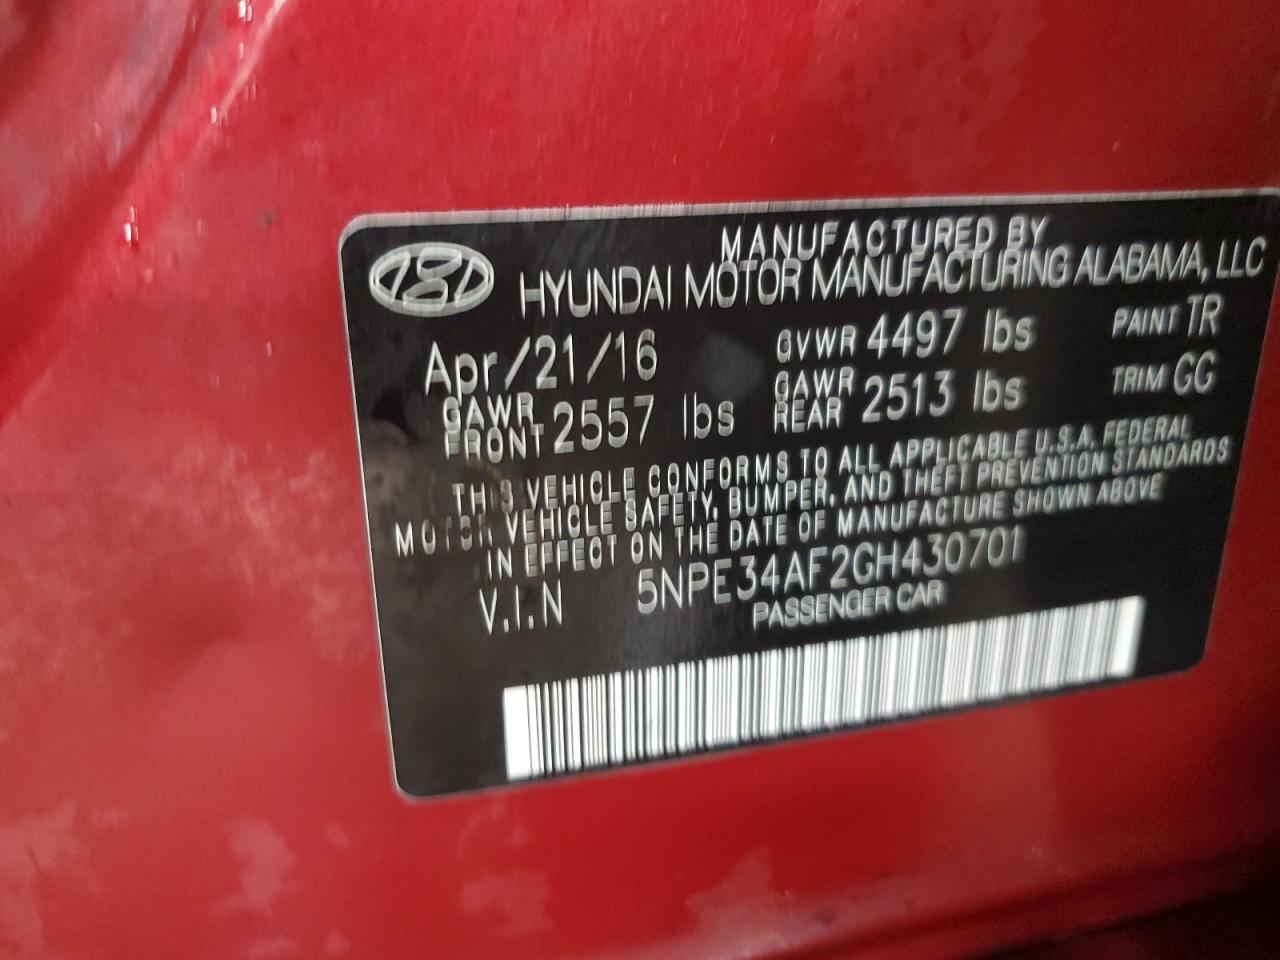 MANUFACTURED BY
HYUNDAI MOTOR MANUFACTURING ALABAMA, LLC
Apr/21/16 GVWR 4497 lbs PAINT TR
GAWR FRONT 2557 lbs GAWR REAR 2513 lbs TRIM GG
THIS VEHICLE CONFORMS TO ALL APPLICABLE U.S.A. FEDERAL
MOTOR VEHICLE SAFETY, BUMPER, AND THEFT PREVENTION STANDARDS
IN EFFECT ON THE DATE OF MANUFACTURE SHOWN ABOVE
V.I.N 5NPE34AF2GH430701
PASSENGER CAR